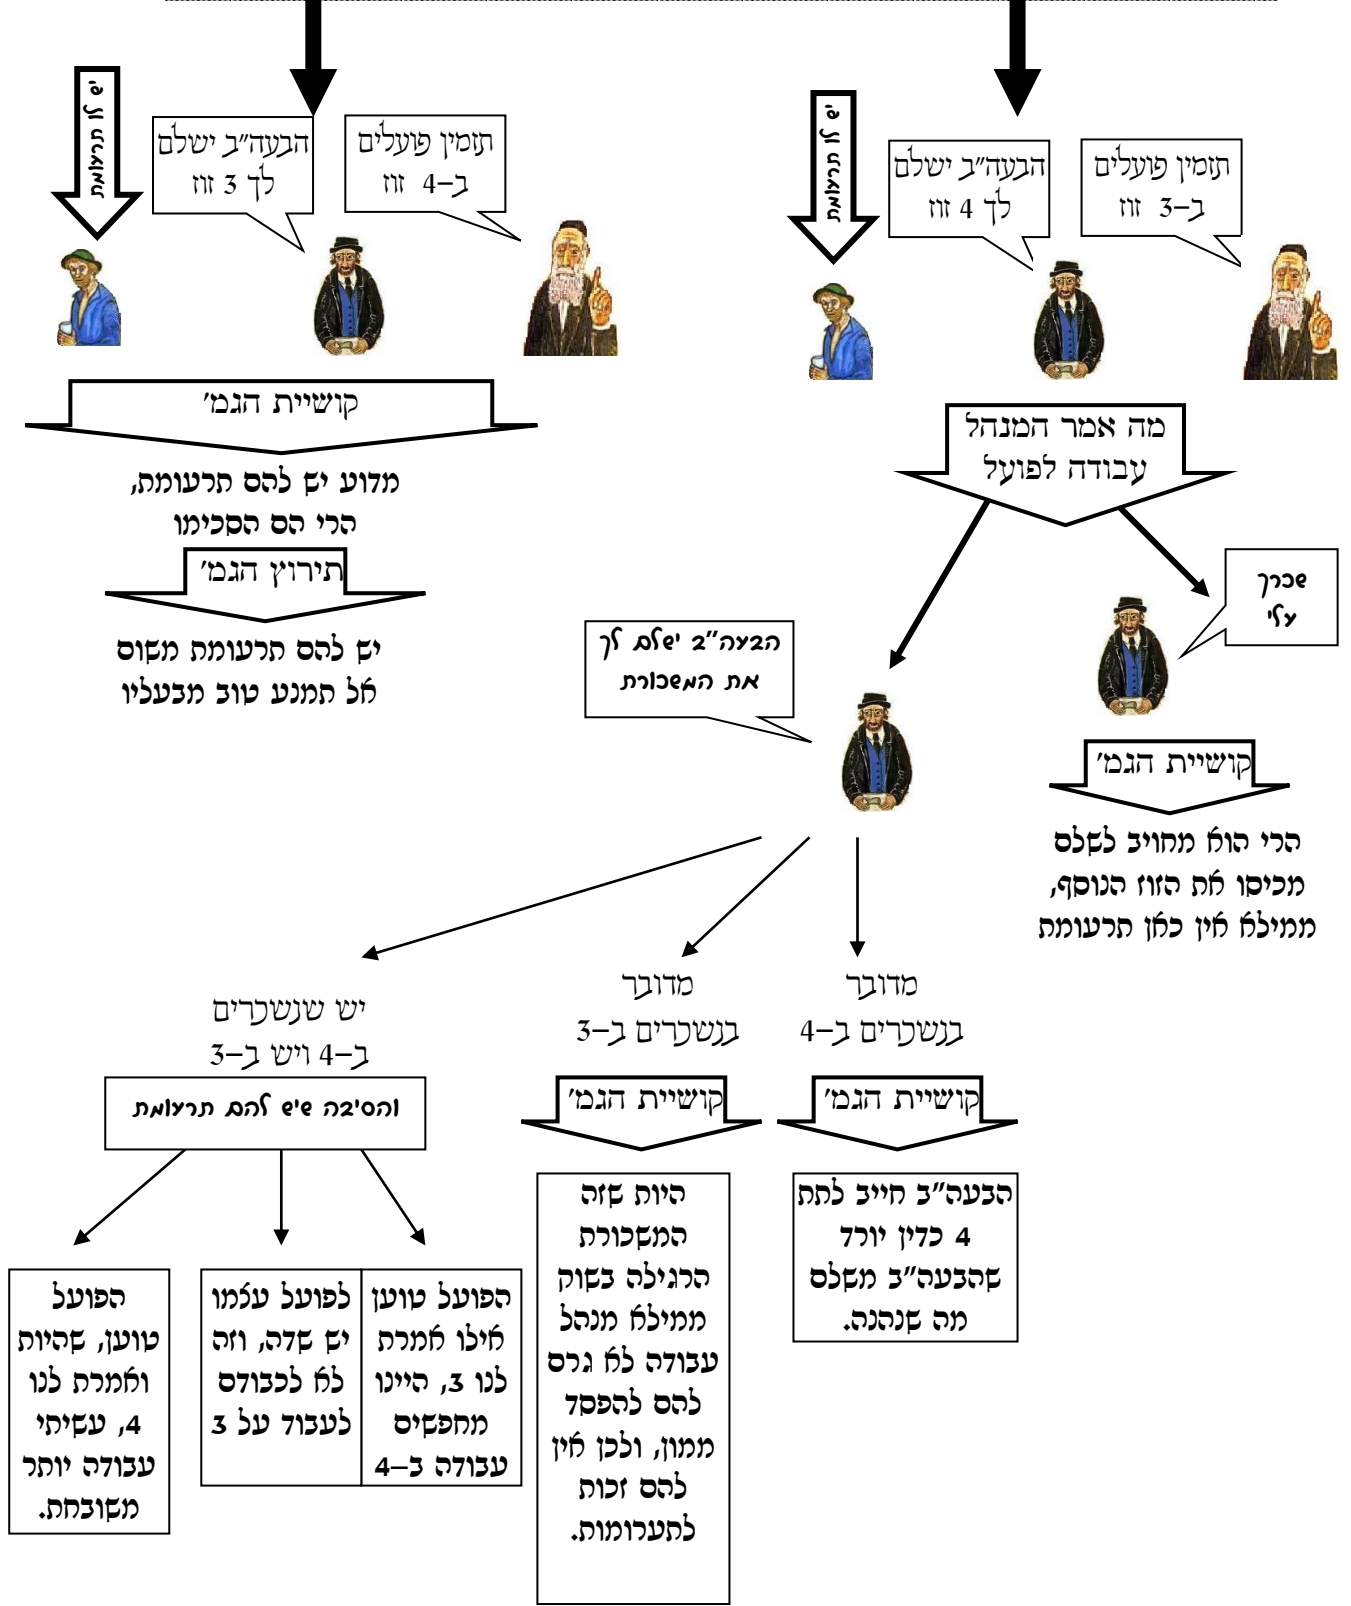 תזמין פועלים
ב–3 זוז
הבעה"ב ישלם
לך 4 זוז
יש לו תרעומת
מה אמר המנהל
עבודה לפועל
שכרך
עלי
קושיית הגמ'
הרי הוא מחויב לשלם
מכיסו את הזוז הנוסף,
ממילא אין כאן תרעומת
הבעה"ב ישלם לך
את המשכורת
מדובר
בנשכרים ב–4
קושיית הגמ'
הבעה"ב חייב לתת
4 כדין יורד
שהבעה"ב משלם
מה שנהנה.
מדובר
בנשכרים ב–3
קושיית הגמ'
היות שזה
המשכורת
הרגילה בשוק
ממילא מנהל
עבודה לא גרם
להם להפסד
ממון, ולכן אין
להם זכות
לתערומות.
יש שנשכרים
ב–4 ויש ב–3
והסיבה שיש להם תרעומת
הפועל טוען
אילו אמרת
לנו 3, היינו
מחפשים
עבודה ב–4
לפועל עצמו
יש שדה, וזה
לא לכבודם
לעבוד על 3
הפועל
טוען, שהיות
ואמרת לנו
4, עשיתי
עבודה יותר
משובחת.
תזמין פועלים
ב–4 זוז
הבעה"ב ישלם
לך 3 זוז
יש לו תרעומת
קושיית הגמ'
מדוע יש להם תרעומת,
הרי הם הסכימו
תירוץ הגמ'
יש להם תרעומת משום
אל תמנע טוב מבעליו